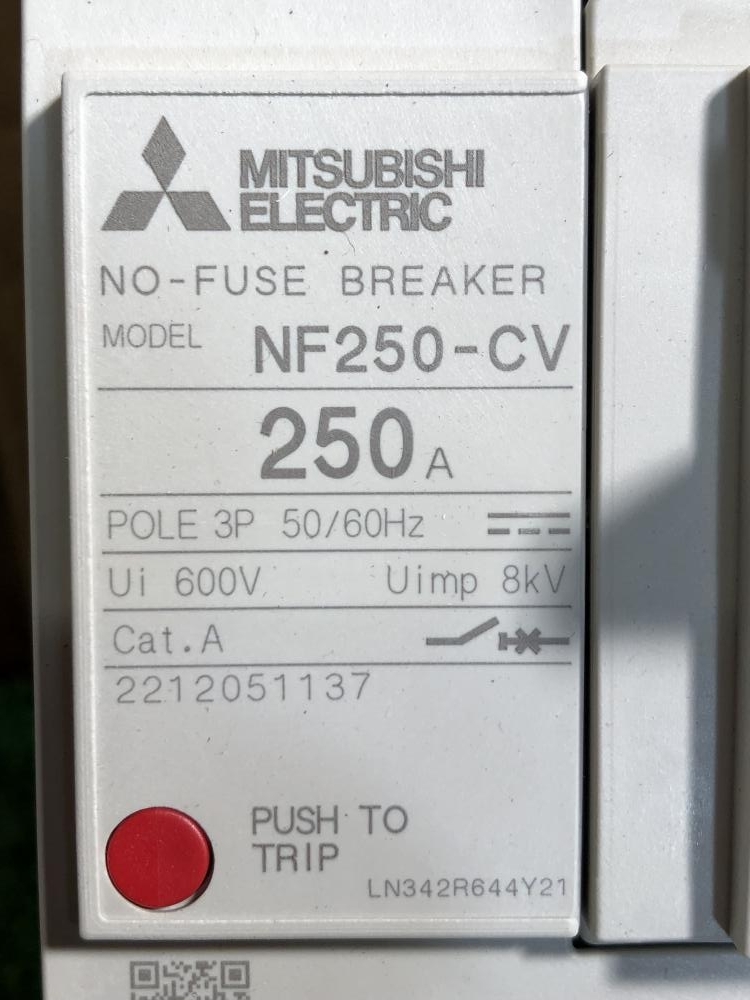 MITSUBISHI
ELECTRIC
NO-FUSE BREAKER
MODEL NF250-CV
250 A
POLE 3P 50/60Hz
Ui 600V Uimp 8kV
Cat.A
2212051137
PUSH TO
TRIP
LN342R644Y21